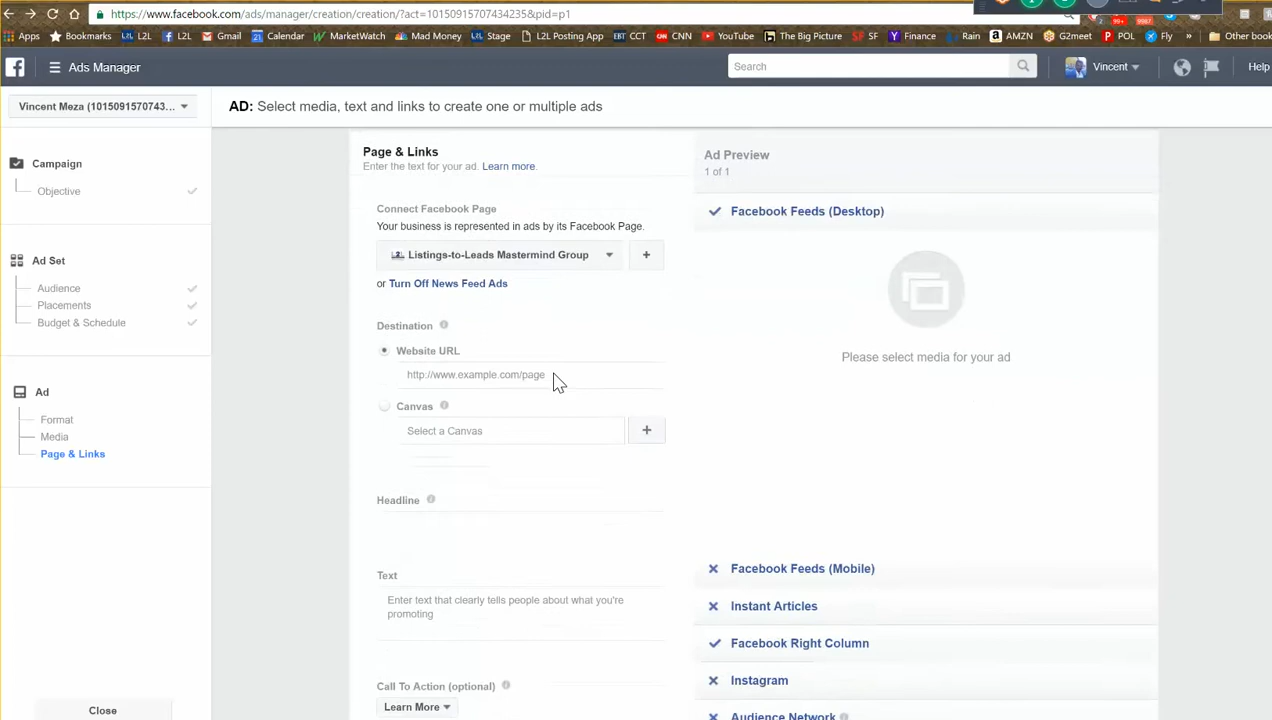 https://www.facebook.com/ads/manager/creation/creation/?act=10150915707434235&pid=p1
99+
9987
Apps Bookmarks L2L L2L Gmail Calendar MarketWatch Mad Money Stage L2L Posting App EBT CCT CNN YouTube The Big Picture SF Finance Rain AMZN G2meet POL Fly » Other book
Ads Manager
Search
Vincent
Help
Vincent Meza (1015091570743...
AD: Select media, text and links to create one or multiple ads
Campaign
Objective
Ad Set
Audience
Placements
Budget & Schedule
Ad
Format
Media
Page & Links
Close
Page & Links
Enter the text for your ad. Learn more.
Connect Facebook Page
Your business is represented in ads by its Facebook Page.
Listings-to-Leads Mastermind Group
+
or Turn Off News Feed Ads
Destination
Website URL
http://www.example.com/page
Canvas
Select a Canvas
+
Headline
Text
Enter text that clearly tells people about what you're
promoting
Call To Action (optional)
Learn More
Ad Preview
1 of 1
Facebook Feeds (Desktop)
Please select media for your ad
Facebook Feeds (Mobile)
Instant Articles
Facebook Right Column
Instagram
Audience Network